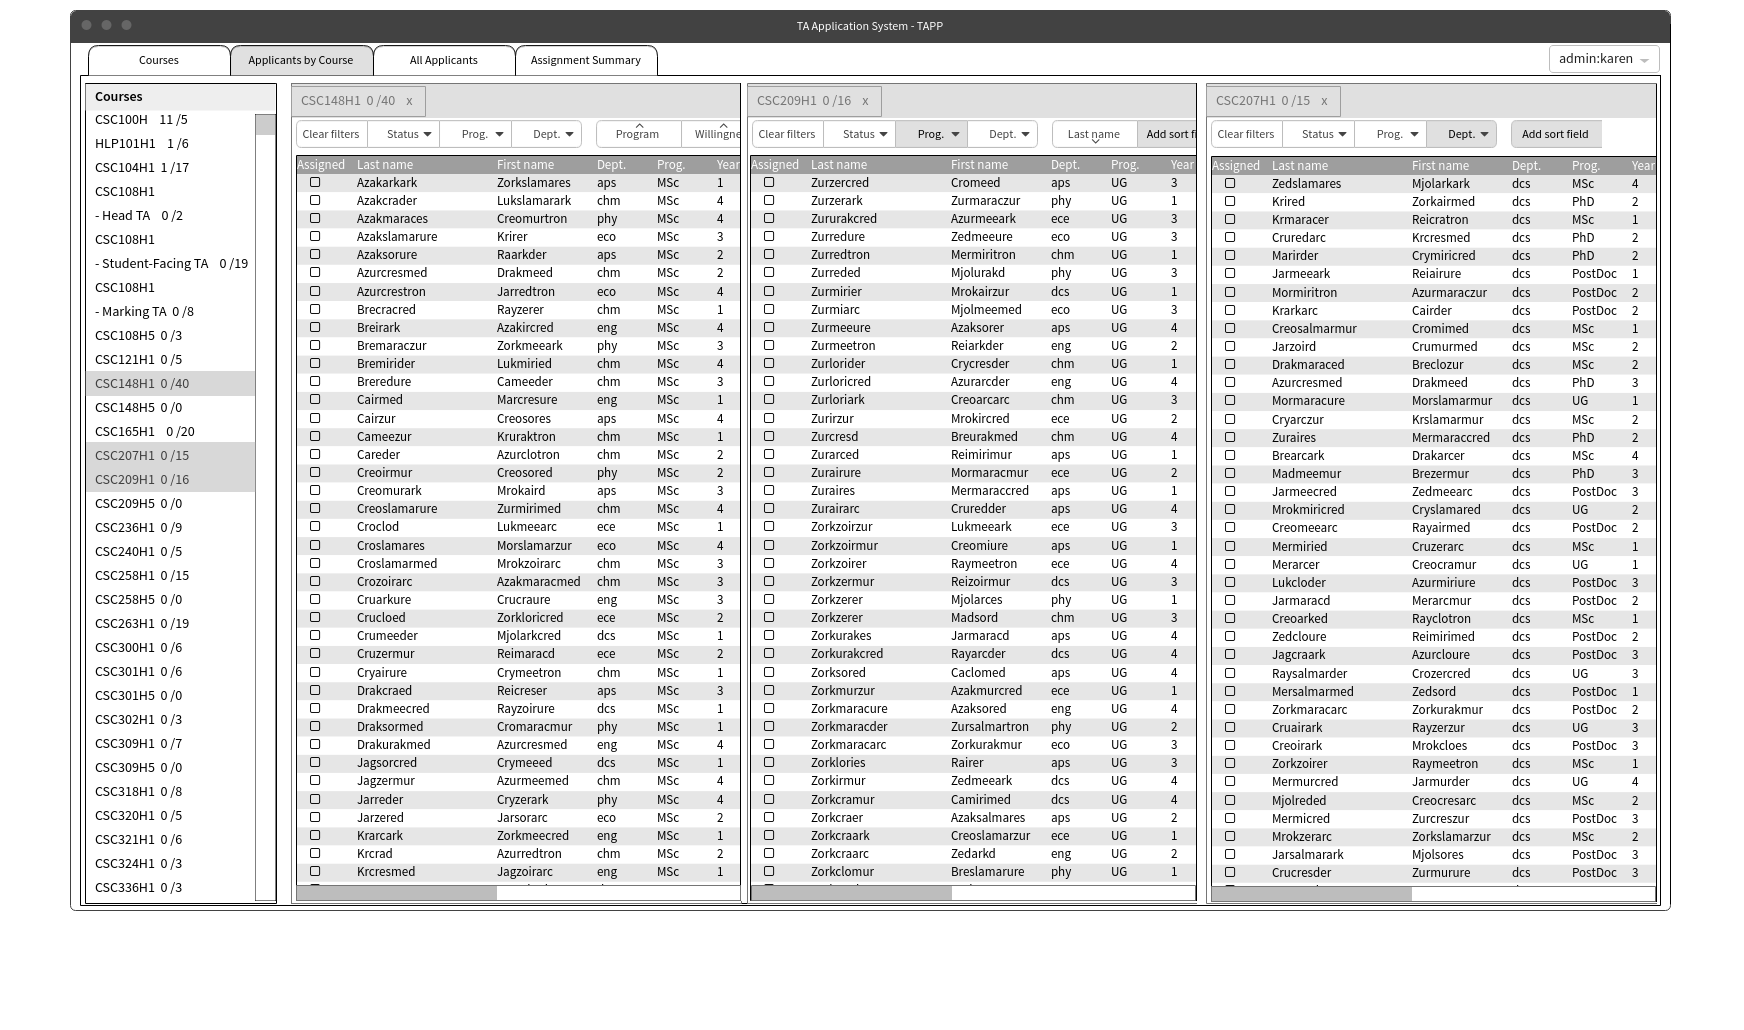 TA Application System - TAPP
Courses
Applicants by Course
All Applicants
Assignment Summary
admin:karen
Courses
CSC100H 11 /5
HLP101H1 1 /6
CSC104H1 1 /17
CSC108H1
- Head TA 0 /2
CSC108H1
- Student-Facing TA 0 /19
CSC108H1
- Marking TA 0 /8
CSC108H5 0 /3
CSC121H1 0 /5
CSC148H1 0 /40
CSC148H5 0 /0
CSC165H1 0 /20
CSC207H1 0 /15
CSC209H1 0 /16
CSC209H5 0 /0
CSC236H1 0 /9
CSC240H1 0 /5
CSC258H1 0 /15
CSC258H5 0 /0
CSC263H1 0 /19
CSC300H1 0 /6
CSC301H1 0 /6
CSC301H5 0 /0
CSC302H1 0 /3
CSC309H1 0 /7
CSC309H5 0 /0
CSC318H1 0 /8
CSC320H1 0 /5
CSC321H1 0 /6
CSC324H1 0 /3
CSC336H1 0 /3
CSC148H1 0 /40 x
Clear filters Status Prog. Dept. Program Willingne
Assigned Last name First name Dept. Prog. Year
Azakarkark Zorkslamares aps MSc 1
Azakcrader Lukslamarark chm MSc 4
Azakmaraces Creomurtron phy MSc 4
Azakslamarure Krirer eco MSc 3
Azaksorure Raarkder aps MSc 2
Azurcresmed Drakmeed chm MSc 2
Azurcrestron Jarredtron eco MSc 4
Brecracred Rayzerer chm MSc 1
Breirark Azakircred eng MSc 4
Bremaraczur Zorkmeeark phy MSc 3
Bremirider Lukmiried chm MSc 4
Breredure Cameeder chm MSc 3
Cairmed Marcresure eng MSc 1
Cairzur Creosores aps MSc 4
Cameezur Kruraktron chm MSc 1
Careder Azurclotron chm MSc 2
Creoirmur Creosored phy MSc 2
Creomurark Mrokaird aps MSc 3
Creoslamarure Zurmirimed chm MSc 4
Croclod Lukmeearc ece MSc 1
Croslamares Morslamarzur eco MSc 4
Croslamarmed Mrokzoirarc chm MSc 3
Crozoirarc Azakmaracmed chm MSc 3
Cruarkure Crucraure eng MSc 3
Crucloed Zorkloricred ece MSc 2
Crumeeder Mjolarkcred dcs MSc 1
Cruzermur Reimaracd ece MSc 2
Cryairure Crymeetron chm MSc 1
Drakcraed Reicreser aps MSc 3
Drakmeecred Rayzoirure dcs MSc 1
Draksormed Cromaracmur phy MSc 1
Drakurakmed Azurcresmed eng MSc 4
Jagsorcred Crymeeed dcs MSc 1
Jagzermur Azurmeemed chm MSc 4
Jarreder Cryzerark phy MSc 4
Jarzered Jarsorarc eco MSc 2
Krarcark Zorkmeecred eng MSc 1
Krcrad Azurredtron chm MSc 2
Krcresmed Jagzoirarc eng MSc 1
CSC209H1 0 /16 x
Clear filters Status Prog. Dept. Last name Add sort fi
Assigned Last name First name Dept. Prog. Year
Zurzercred Cromeed aps UG 3
Zurzerark Zurmaraczur phy UG 1
Zururakcred Azurmeeark ece UG 3
Zurredure Zedmeeure eco UG 3
Zurredtron Mermiritron chm UG 1
Zurreded Mjolurakd phy UG 3
Zurmirier Mrokairzur dcs UG 1
Zurmiarc Mjolmeemed eco UG 3
Zurmeeure Azaksorer aps UG 4
Zurmeetron Reiarkder eng UG 2
Zurlorider Crycresder chm UG 1
Zurloricred Azurarcder eng UG 4
Zurloriark Creoarcarc chm UG 3
Zurirzur Mrokircred ece UG 2
Zurcresd Breurakmed chm UG 4
Zurarced Reimirimur aps UG 1
Zurairure Mormaracmur ece UG 2
Zuraires Mermaraccred aps UG 1
Zurairarc Cruredder aps UG 4
Zorkzoirzur Lukmeeark ece UG 3
Zorkzoirmur Creomiure aps UG 1
Zorkzoirer Raymeetron ece UG 4
Zorkzermur Reizoirmur dcs UG 3
Zorkzerer Mjolarces phy UG 1
Zorkzerer Madsord chm UG 3
Zorkurakes Jarmaracd aps UG 4
Zorkurakcred Rayarcder dcs UG 4
Zorksored Caclomed aps UG 4
Zorkmurzur Azakmurcred ece UG 1
Zorkmaracure Azaksored eng UG 4
Zorkmaracder Zursalmartron phy UG 2
Zorkmaracarc Zorkurakmur eco UG 3
Zorklories Rairer aps UG 3
Zorkirmur Zedmeeark dcs UG 4
Zorkcramur Camirimed dcs UG 4
Zorkcraer Azaksalmares aps UG 2
Zorkcraark Creoslamarzur ece UG 1
Zorkcraarc Zedarkd eng UG 2
Zorkclomur Breslamarure phy UG 1
CSC207H1 0 /15 x
Clear filters Status Prog. Dept. Add sort field
Assigned Last name First name Dept. Prog. Year
Zedslamares Mjolarkark dcs MSc 4
Krired Zorkairmed dcs PhD 2
Krmaracer Reicratron dcs MSc 1
Cruredarc Krcresmed dcs PhD 2
Marirder Crymiricred dcs PhD 2
Jarmeeark Reiairure dcs PostDoc 1
Mormiritron Azurmaraczur dcs PostDoc 2
Krarkarc Cairder dcs PostDoc 2
Creosalmarmur Cromimed dcs MSc 1
Jarzoird Crumurmed dcs MSc 2
Drakmaraced Breclozur dcs MSc 2
Azurcresmed Drakmeed dcs PhD 3
Mormaracure Morslamarmur dcs UG 1
Cryarczur Krslamarmur dcs MSc 2
Zuraires Mermaraccred dcs PhD 2
Brearcark Drakarcer dcs MSc 4
Madmeemur Brezermur dcs PhD 3
Jarmeecred Zedmeearc dcs PostDoc 3
Mrokmiricred Cryslamared dcs UG 2
Creomeearc Rayairmed dcs PostDoc 2
Mermiried Cruzerarc dcs MSc 1
Merarcer Creocramur dcs UG 1
Lukcloder Azurmiriure dcs PostDoc 3
Jarmaracd Merarcmur dcs PostDoc 2
Creoarked Rayclotron dcs MSc 1
Zedcloure Reimirimed dcs PostDoc 2
Jagcraark Azurcloure dcs PostDoc 3
Raysalmarder Crozercred dcs UG 3
Mersalmarmed Zedsord dcs PostDoc 1
Zorkmaracarc Zorkurakmur dcs PostDoc 2
Cruairark Rayzerzur dcs UG 3
Creoirark Mrokcloes dcs PostDoc 3
Zorkzoirer Raymeetron dcs MSc 1
Mermurcred Jarmurder dcs UG 4
Mjolreded Creocresarc dcs MSc 2
Mermicred Zurcreszur dcs PostDoc 3
Mrokzerarc Zorkslamarzur dcs MSc 2
Jarsalmarark Mjolsores dcs PostDoc 3
Crucresder Zurmurure dcs PostDoc 3